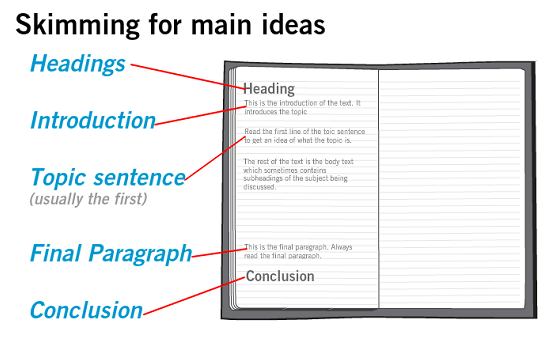 Skimming for main ideas
Headings
Introduction
Topic sentence
(usually the first)
Final Paragraph
Conclusion
Heading
This is the introduction of the text. It
introduces the topic
Read the first line of the toic sentence
to get an idea of what the topic is.
The rest of the text is the body text
which sometimes contains
subheadings of the subject being
discussed.
This is the final paragraph. Always
read the final paragraph.
Conclusion